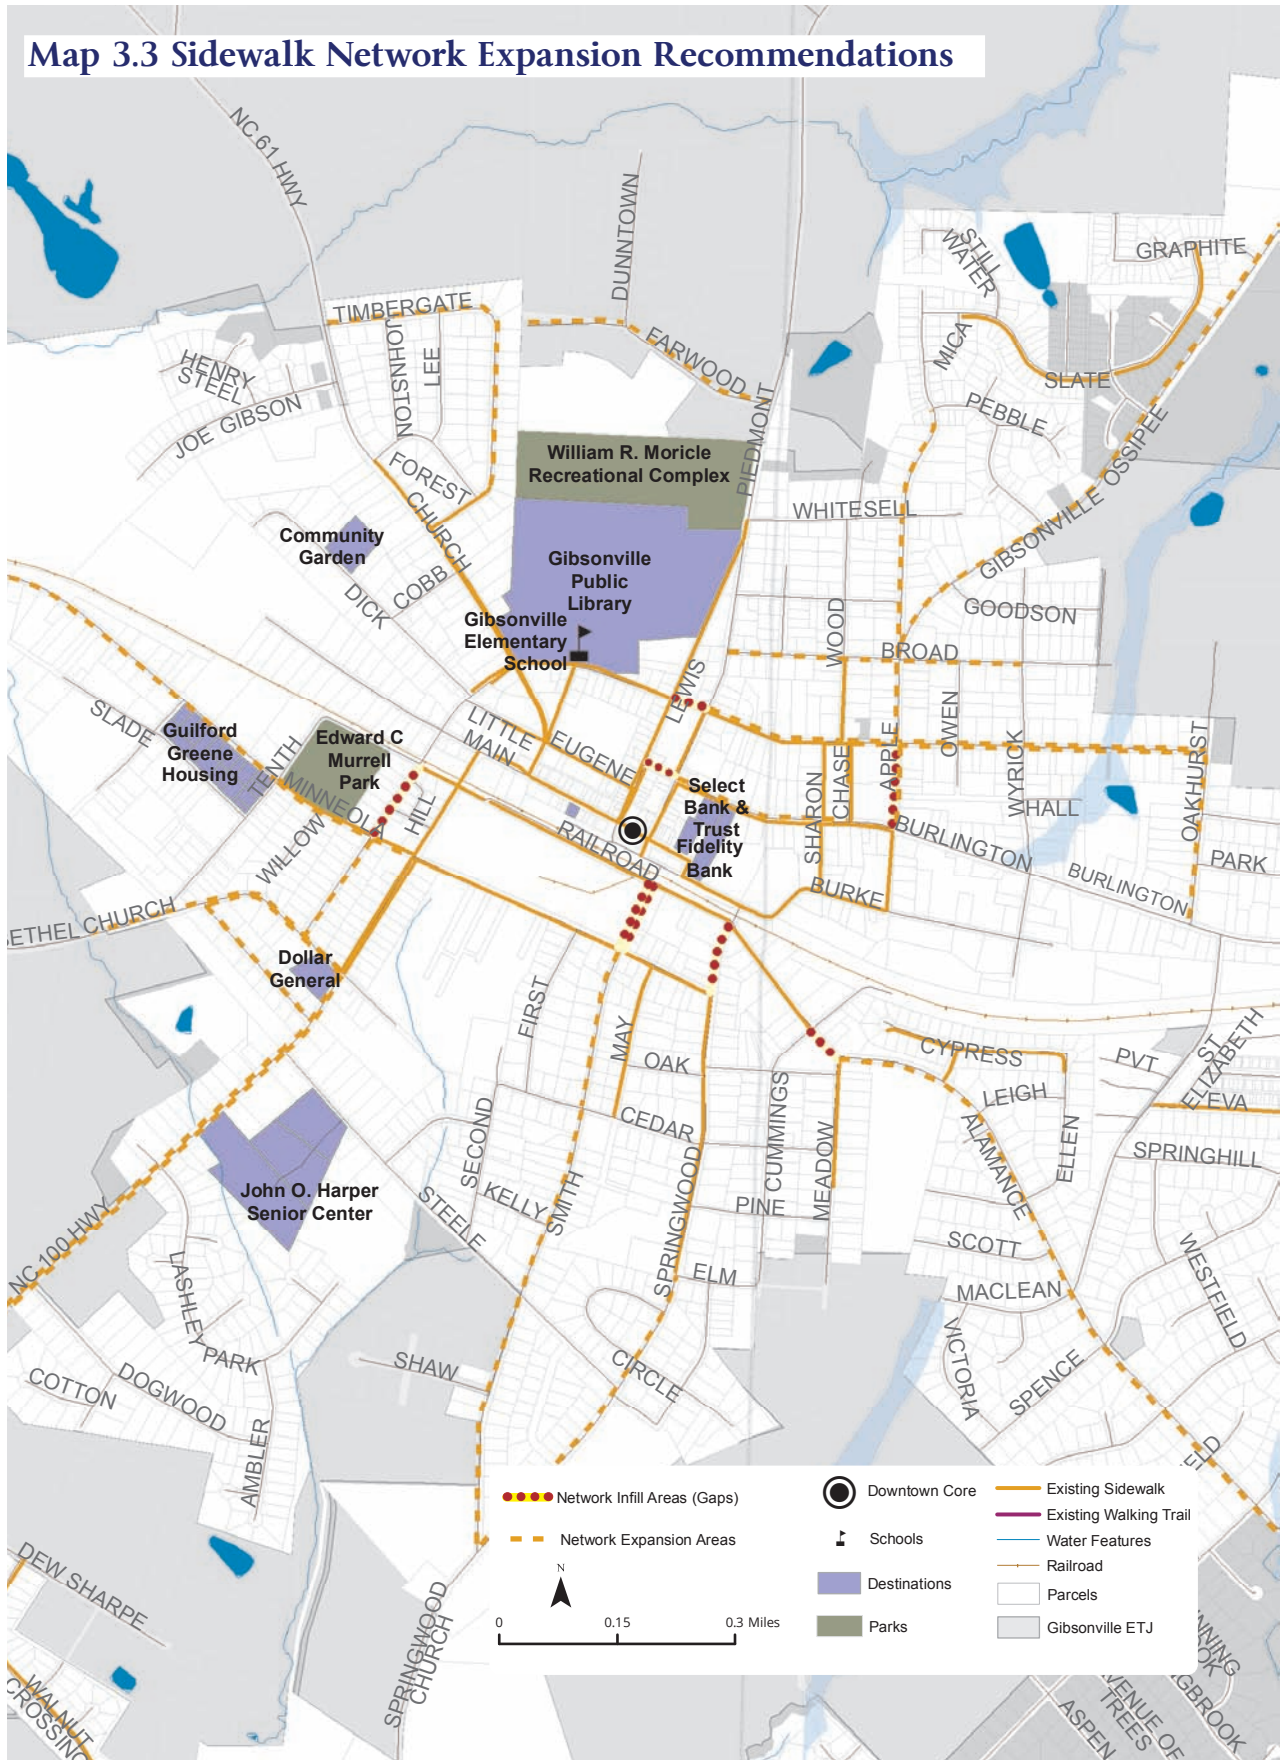 Map 3.3 Sidewalk Network Expansion Recommendations
NC 61 HWY
DUNNTOWN
STILL
WATER
GRAPHITE
TIMBERGATE
JOHNSTON
LEE
FARWOOD
MICA
SLATE
HENRY
STEEL
JOE GIBSON
PIEDMONT
PEBBLE
GIBSONVILLE OSSIPEE
FOREST
CHURCH
William R. Moricle
Recreational Complex
WHITESELL
Community
Garden
COBB
DICK
Gibsonville
Public
Library
Gibsonville
Elementary
School
GOODSON
WOOD
BROAD
LEWIS
SLADE
Guilford
Greene
Housing
TENTH
Edward C
Murrell
Park
MINNEOLA
WILLOW
HILL
LITTLE
MAIN
EUGENE
Select
Bank &
Trust
Fidelity
Bank
RAILROAD
SHARON
CHASE
APPLE
OWEN
WYRICK
HALL
OAKHURST
BURLINGTON
BURLINGTON
PARK
BURKE
ETHEL CHURCH
Dollar
General
FIRST
MAY
OAK
CEDAR
CYPRESS
LEIGH
PVT
ST
ELIZABETH
EVA
ALAMANCE
ELLEN
SPRINGHILL
SECOND
KELLY
SMITH
SPRINGWOOD
CUMMINGS
MEADOW
PINE
John O. Harper
Senior Center
STEELE
NC 100 HWY
LASHLEY
PARK
ELM
SCOTT
MACLEAN
WESTFIELD
VICTORIA
SPENCE
COTTON
DOGWOOD
AMBLER
SHAW
CIRCLE
DEW SHARPE
WALNUT
CROSSING
SPRINGWOOD
CHURCH
Network Infill Areas (Gaps)
Network Expansion Areas
N
0 0.15 0.3 Miles
Downtown Core
Schools
Destinations
Parks
Existing Sidewalk
Existing Walking Trail
Water Features
Railroad
Parcels
Gibsonville ETJ
ASPEN
TREES